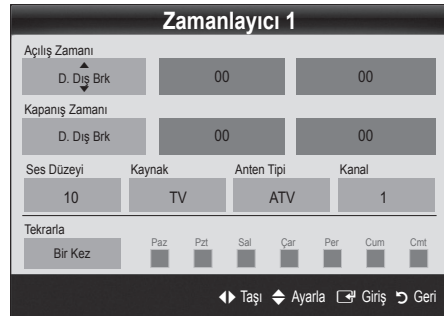 Zamanlayıcı 1
Açılış Zamanı
D. Dış Brk 00 00
Kapanış Zamanı
D. Dış Brk 00 00
Ses Düzeyi Kaynak Anten Tipi Kanal
10 TV ATV 1
Tekrarla
Bir Kez Paz Pzt Sal Çar Per Cum Cmt
Taşı Ayarla Giriş Geri